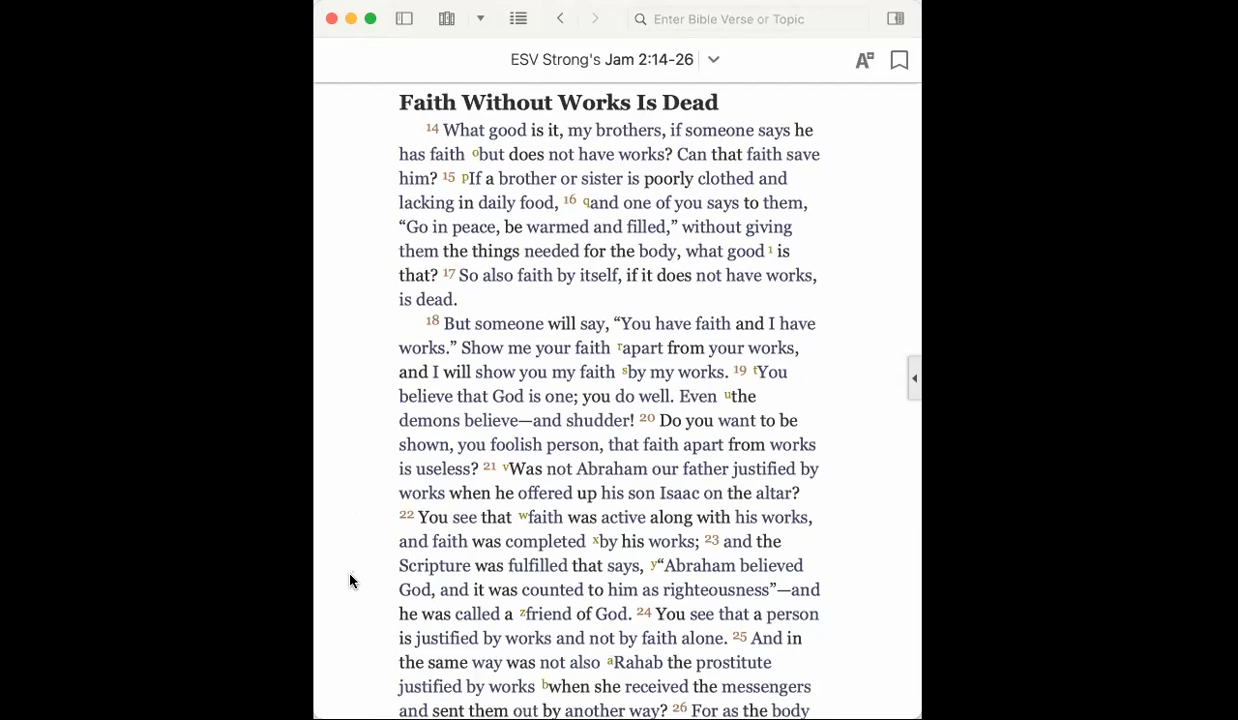 Enter Bible Verse or Topic
ESV Strong's Jam 2:14-26
A
Faith Without Works Is Dead
14 What good is it, my brothers, if someone says he
has faith obut does not have works? Can that faith save
him? 15 pIf a brother or sister is poorly clothed and
lacking in daily food, 16 qand one of you says to them,
“Go in peace, be warmed and filled,” without giving
them the things needed for the body, what good 1 is
that? 17 So also faith by itself, if it does not have works,
is dead.
18 But someone will say, “You have faith and I have
works.” Show me your faith rapart from your works,
and I will show you my faith sby my works. 19 tYou
believe that God is one; you do well. Even uthe
demons believe—and shudder! 20 Do you want to be
shown, you foolish person, that faith apart from works
is useless? 21 vWas not Abraham our father justified by
works when he offered up his son Isaac on the altar?
22 You see that wfaith was active along with his works,
and faith was completed xby his works; 23 and the
Scripture was fulfilled that says, y“Abraham believed
God, and it was counted to him as righteousness”—and
he was called a zfriend of God. 24 You see that a person
is justified by works and not by faith alone. 25 And in
the same way was not also aRahab the prostitute
justified by works bwhen she received the messengers
and sent them out by another way? 26 For as the body